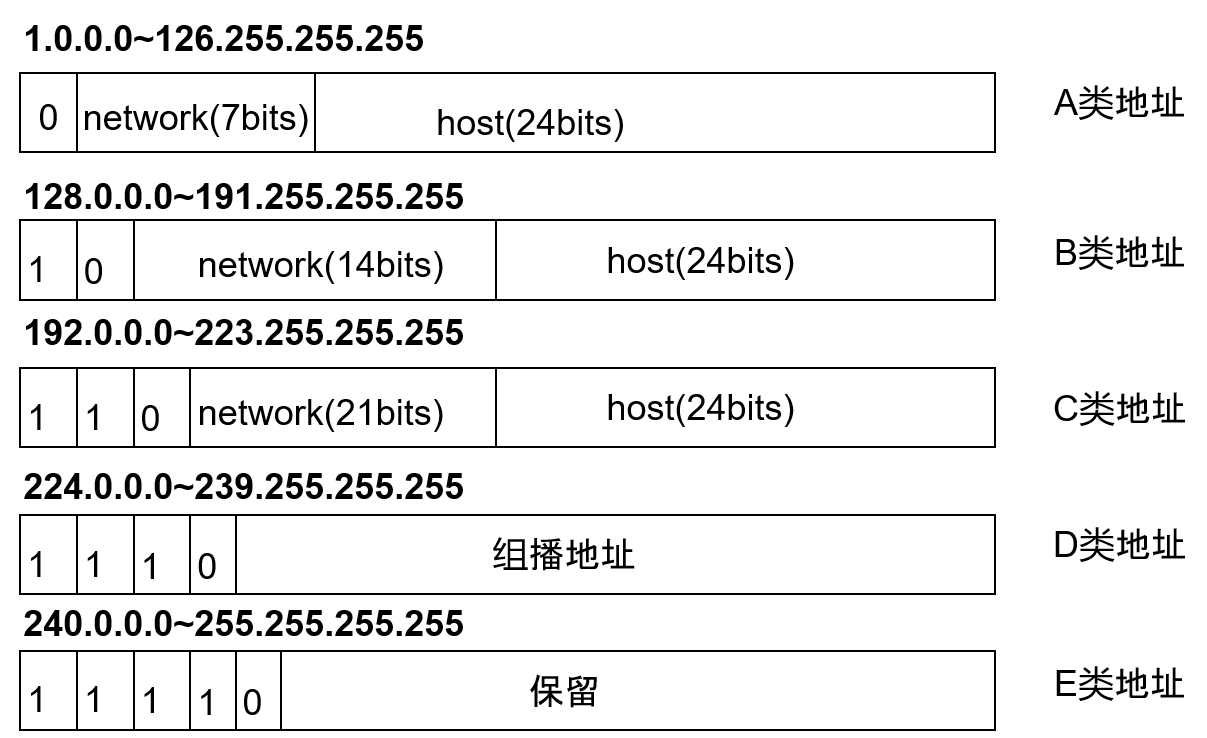 1.0.0.0~126.255.255.255
0 network(7bits) host(24bits) A类地址
128.0.0.0~191.255.255.255
1 0 network(14bits) host(24bits) B类地址
192.0.0.0~223.255.255.255
1 1 0 network(21bits) host(24bits) C类地址
224.0.0.0~239.255.255.255
1 1 1 0 组播地址 D类地址
240.0.0.0~255.255.255.255
1 1 1 1 0 保留 E类地址